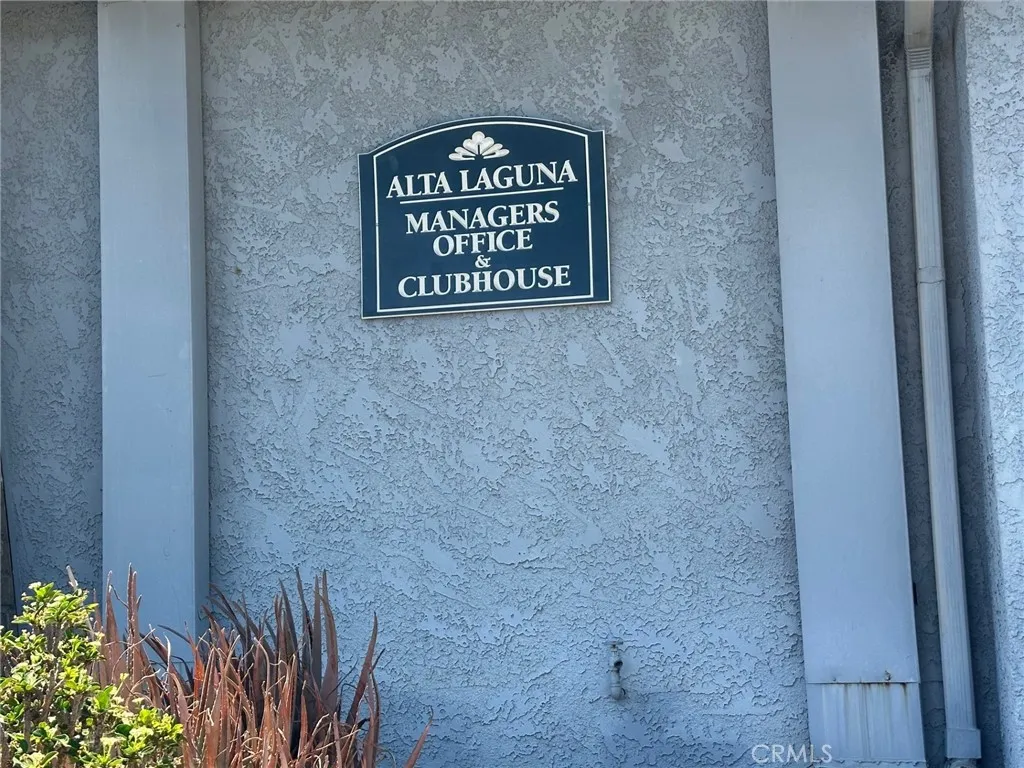 ALTA LAGUNA
MANAGERS
OFFICE
&
CLUBHOUSE
CRMLS